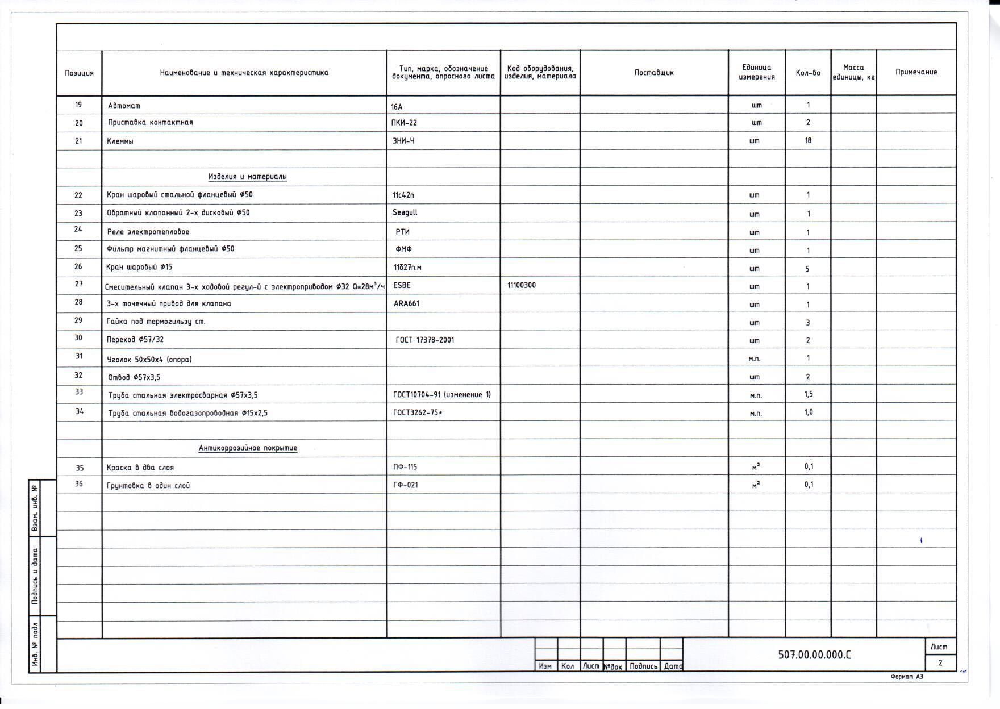 Позиция Наименование и техническая характеристика Тип, марка, обозначение документа, опросного листа Код оборудования, изделия, материала Поставщик Единица измерения Кол-во Масса единицы, кг Примечание
19 Автомат 16А шт 1
20 Приставка контактная ПКИ-22 шт 2
21 Клеммы ЗНИ-Ч шт 18
Изделия и материалы
22 Кран шаровый стальной фланцевый Ф50 11с42п шт 1
23 Обратный клапанный 2-х дисковый Ф50 Seagull шт 1
24 Реле электротепловое РТИ шт 1
25 Фильтр магнитный фланцевый Ф50 ФМФ шт 1
26 Кран шаровый Ф15 11б27п.м шт 5
27 Смесительный клапан 3-х ходовой регул-й с электроприводом Ф32 Q=28м³/ч ESBE 11100300 шт 1
28 3-х точечный привод для клапана ARA661 шт 1
29 Гайка под термогильзу ст. шт 3
30 Переход Ф57/32 ГОСТ 17378-2001 шт 2
31 Уголок 50х50х4 (опора) м.п. 1
32 Отвод Ф57х3,5 шт 2
33 Труба стальная электросварная Ф57х3,5 ГОСТ10704-91 (изменение 1) м.п. 1,5
34 Труба стальная водогазопроводная Ф15х2,5 ГОСТ3262-75* м.п. 1,0
Антикоррозийное покрытие
35 Краска в два слоя ПФ-115 м² 0,1
36 Грунтовка в один слой ГФ-021 м² 0,1
Взам. инв. №
Подпись и дата
Инв. № подл
Изм Кол Лист №док Подпись Дата
507.00.00.000.С
Лист
2
Формат А3